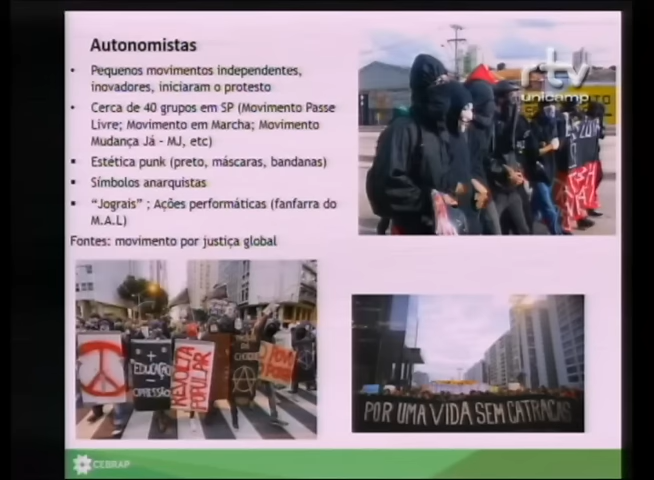 Autonomistas
• Pequenos movimentos independentes,
inovadores, iniciaram o protesto
• Cerca de 40 grupos em SP (Movimento Passe
Livre; Movimento em Marcha; Movimento
Mudança Já - MJ, etc)
• Estética punk (preto, máscaras, bandanas)
• Símbolos anarquistas
• “Jograis” ; Ações performáticas (fanfarra do
M.A.L)
Fontes: movimento por justiça global
rtv
unicamp
+
EDUCAÇÃO
-
OPRESSÃO
REVOLTA
POPULAR
POR UMA VIDA SEM CATRACAS
CEBRAP